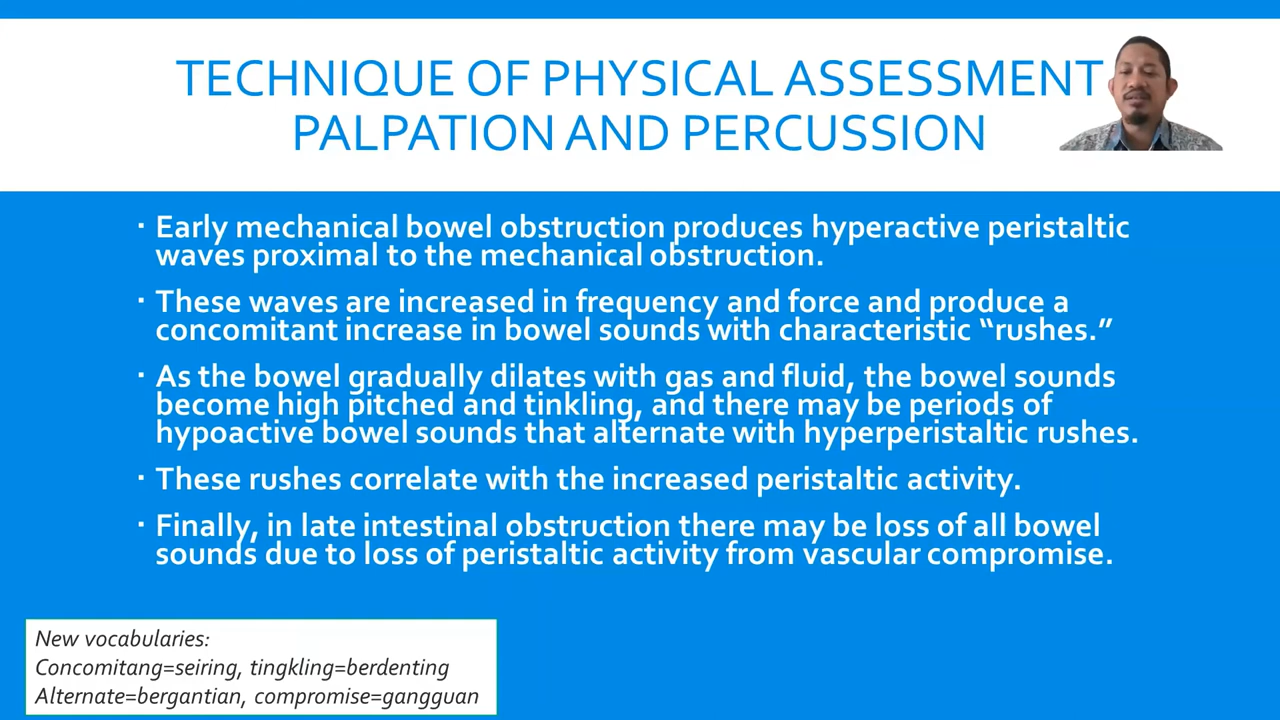 TECHNIQUE OF PHYSICAL ASSESSMENT
PALPATION AND PERCUSSION
▪ Early mechanical bowel obstruction produces hyperactive peristaltic
waves proximal to the mechanical obstruction.
▪ These waves are increased in frequency and force and produce a
concomitant increase in bowel sounds with characteristic “rushes.”
▪ As the bowel gradually dilates with gas and fluid, the bowel sounds
become high pitched and tinkling, and there may be periods of
hypoactive bowel sounds that alternate with hyperperistaltic rushes.
▪ These rushes correlate with the increased peristaltic activity.
▪ Finally, in late intestinal obstruction there may be loss of all bowel
sounds due to loss of peristaltic activity from vascular compromise.
New vocabularies:
Concomitang=seiring, tingkling=berdenting
Alternate=bergantian, compromise=gangguan